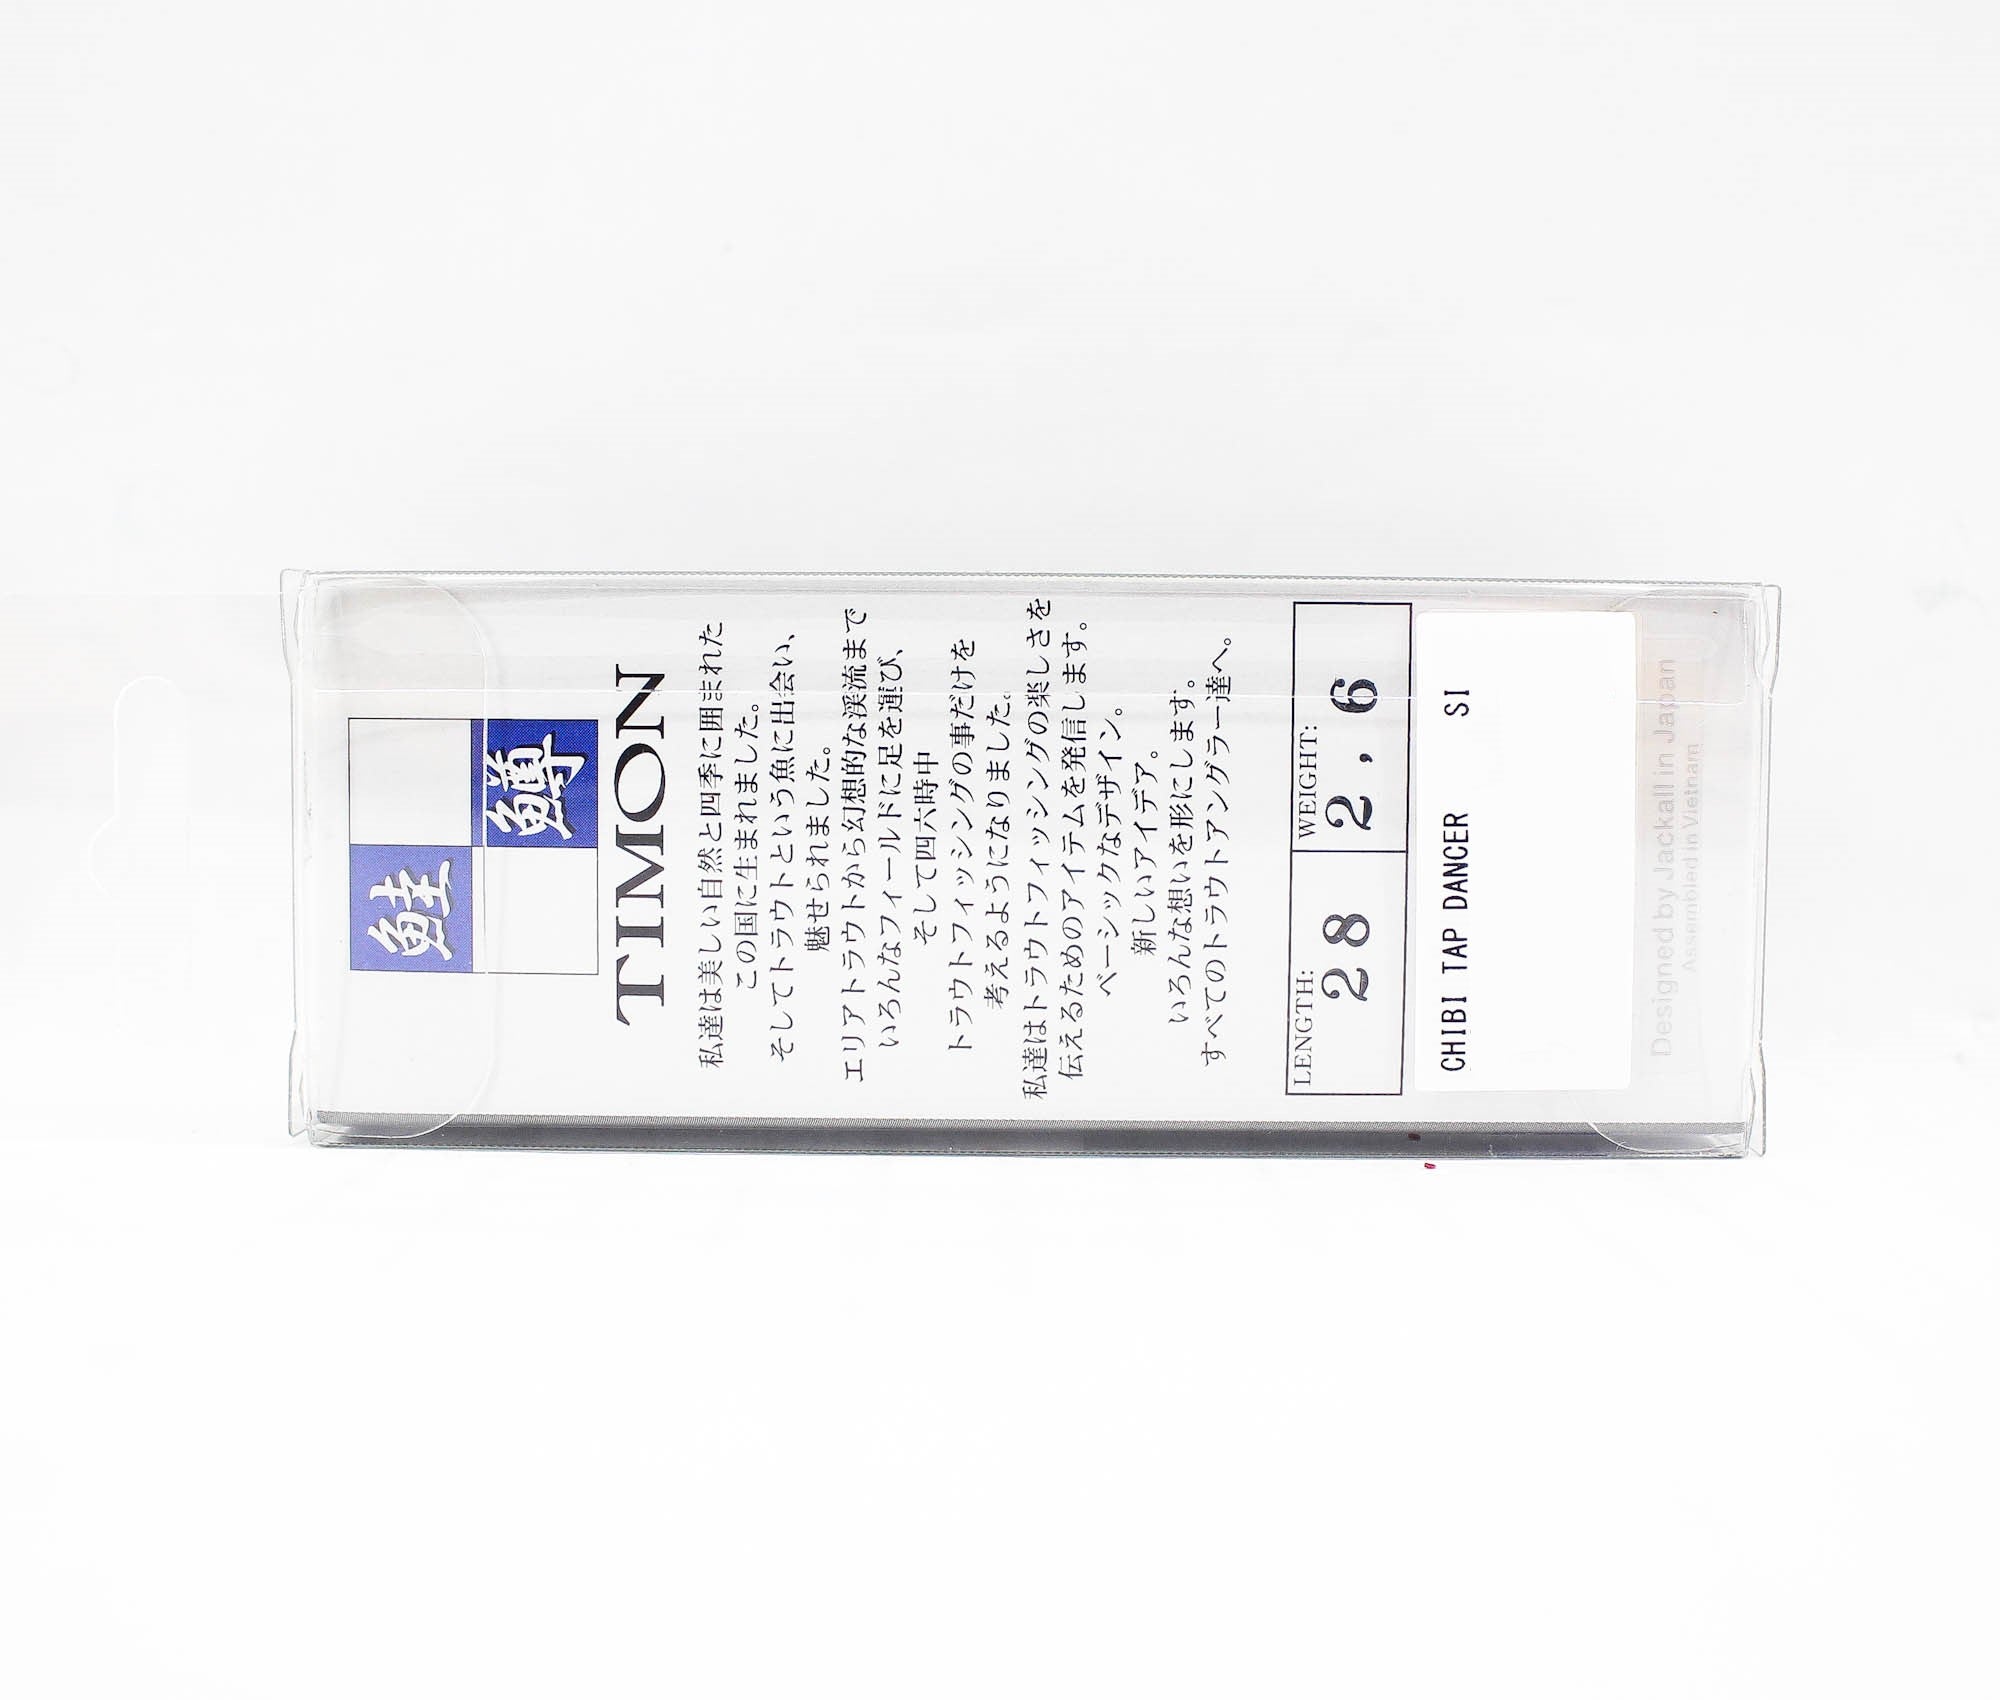 鮭
鱒
TIMON
私達は美しい自然と四季に囲まれた
この国に生まれました。
そしてトラウトという魚に出会い、
魅せられました。
エリアトラウトから幻想的な渓流まで
いろんなフィールドに足を運び、
そして四六時中
トラウトフィッシングの事だけを
考えるようになりました。
私達はトラウトフィッシングの楽しさを
伝えるためのアイテムを発信します。
ベーシックなデザイン。
新しいアイデア。
いろんな想いを形にします。
すべてのトラウトアングラー達へ。
LENGTH: WEIGHT:
28 2,6
CHIBI TAP DANCER SI
Designed by Jackall in Japan
Assembled in Vietnam